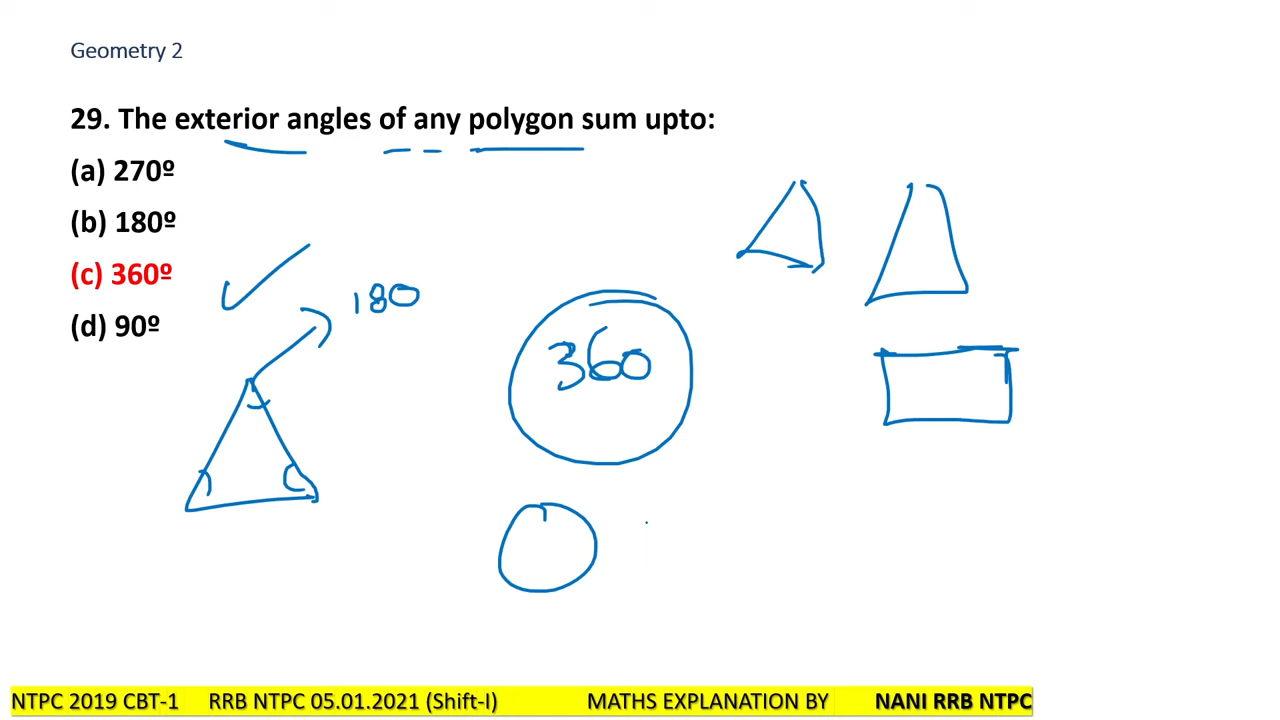 Geometry 2
29. The exterior angles of any polygon sum upto:
(a) 270º
(b) 180º
(c) 360º
(d) 90º
180
360
NTPC 2019 CBT-1 RRB NTPC 05.01.2021 (Shift-I) MATHS EXPLANATION BY NANI RRB NTPC